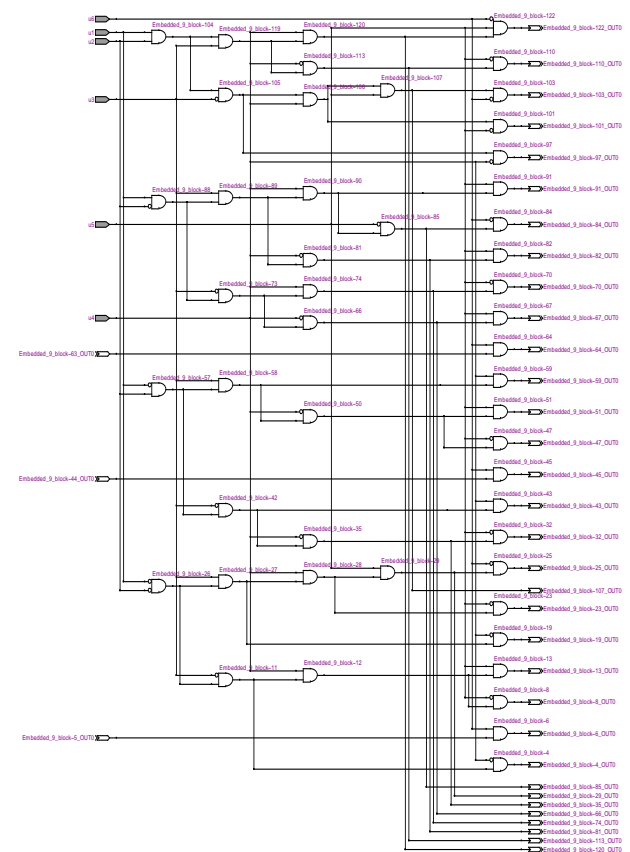 u6
Embedded_9_block-104
Embedded_9_block-119
Embedded_9_block-120
Embedded_9_block-122
Embedded_9_block-122_OUT0
u1
u2
Embedded_9_block-113
Embedded_9_block-110
Embedded_9_block-110_OUT0
Embedded_9_block-105
Embedded_9_block-107
Embedded_9_block-103
Embedded_9_block-103_OUT0
u3
Embedded_9_block-101
Embedded_9_block-101_OUT0
Embedded_9_block-97
Embedded_9_block-97_OUT0
Embedded_9_block-88
Embedded_9_block-89
Embedded_9_block-90
Embedded_9_block-91
Embedded_9_block-91_OUT0
u5
Embedded_9_block-85
Embedded_9_block-84
Embedded_9_block-84_OUT0
Embedded_9_block-81
Embedded_9_block-82
Embedded_9_block-82_OUT0
Embedded_9_block-73
Embedded_9_block-74
Embedded_9_block-70
Embedded_9_block-70_OUT0
u4
Embedded_9_block-66
Embedded_9_block-67
Embedded_9_block-67_OUT0
Embedded_9_block-63_OUT0
Embedded_9_block-64
Embedded_9_block-64_OUT0
Embedded_9_block-57
Embedded_9_block-58
Embedded_9_block-59
Embedded_9_block-59_OUT0
Embedded_9_block-50
Embedded_9_block-51
Embedded_9_block-51_OUT0
Embedded_9_block-47
Embedded_9_block-47_OUT0
Embedded_9_block-44_OUT0
Embedded_9_block-45
Embedded_9_block-45_OUT0
Embedded_9_block-42
Embedded_9_block-43
Embedded_9_block-43_OUT0
Embedded_9_block-35
Embedded_9_block-32
Embedded_9_block-32_OUT0
Embedded_9_block-26
Embedded_9_block-27
Embedded_9_block-28
Embedded_9_block-29
Embedded_9_block-25
Embedded_9_block-25_OUT0
Embedded_9_block-107_OUT0
Embedded_9_block-23
Embedded_9_block-23_OUT0
Embedded_9_block-19
Embedded_9_block-19_OUT0
Embedded_9_block-11
Embedded_9_block-12
Embedded_9_block-13
Embedded_9_block-13_OUT0
Embedded_9_block-8
Embedded_9_block-8_OUT0
Embedded_9_block-5_OUT0
Embedded_9_block-6
Embedded_9_block-6_OUT0
Embedded_9_block-4
Embedded_9_block-4_OUT0
Embedded_9_block-85_OUT0
Embedded_9_block-29_OUT0
Embedded_9_block-35_OUT0
Embedded_9_block-66_OUT0
Embedded_9_block-74_OUT0
Embedded_9_block-81_OUT0
Embedded_9_block-113_OUT0
Embedded_9_block-120_OUT0